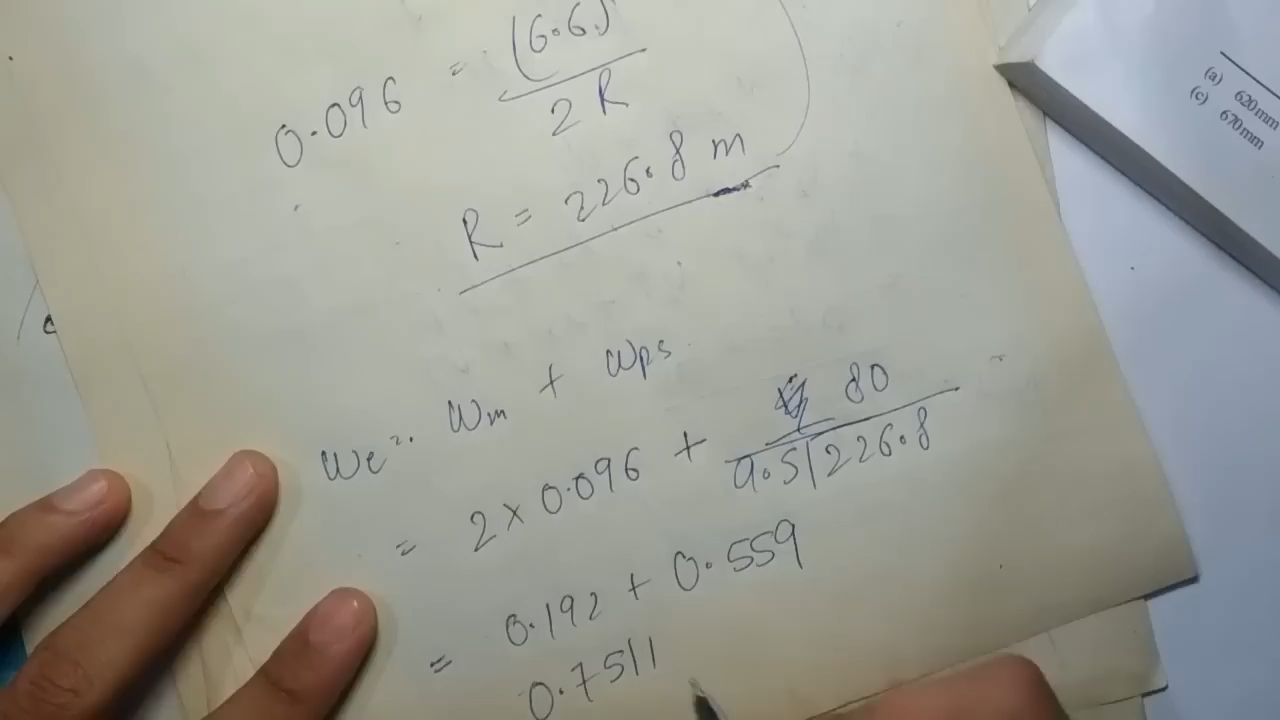 0.096 = (6.6)
2 R
R = 226.8 m
We = Wm + Wps
= 2 × 0.096 + 80
9.5√226.8
= 0.192 + 0.559
0.7511
(a) 620mm
(c) 670mm